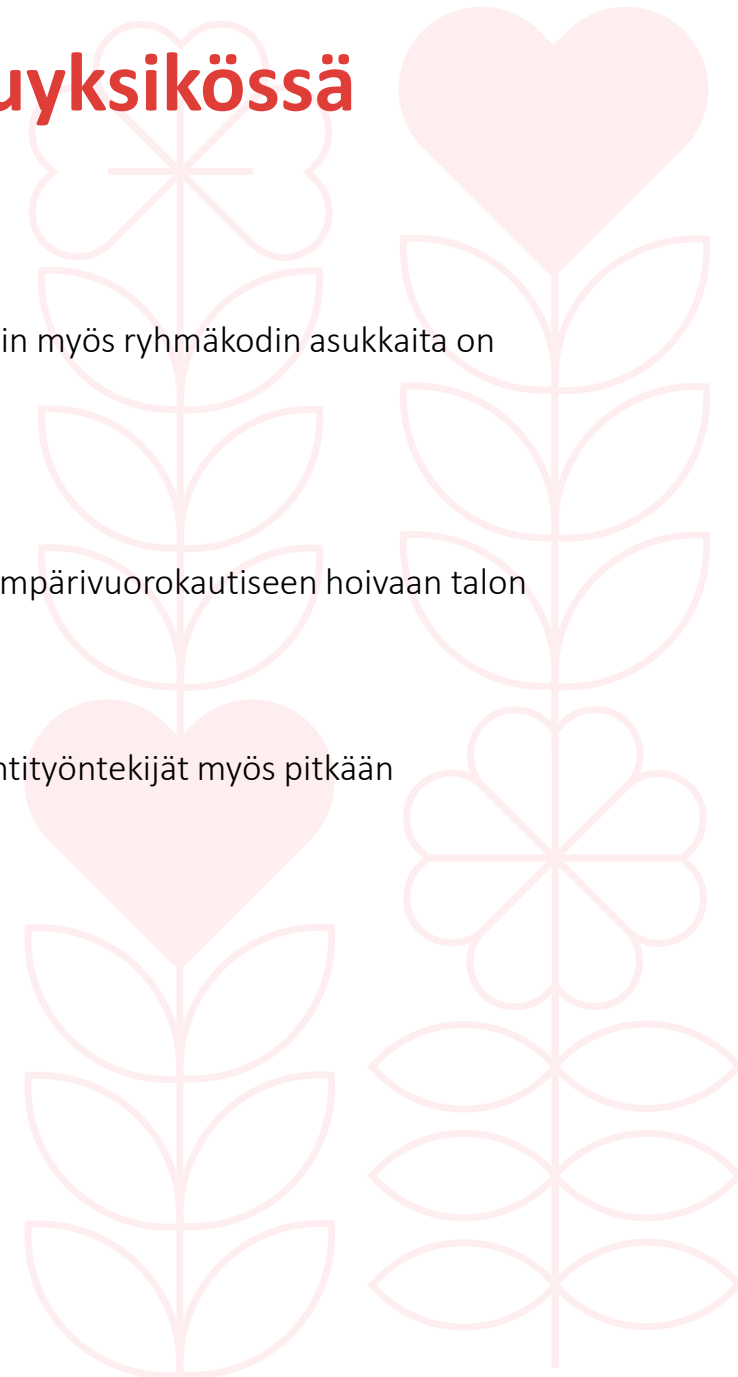 uyksikössä
in myös ryhmäkodin asukkaita on
mpärivuorokautiseen hoivaan talon
ntityöntekijät myös pitkään